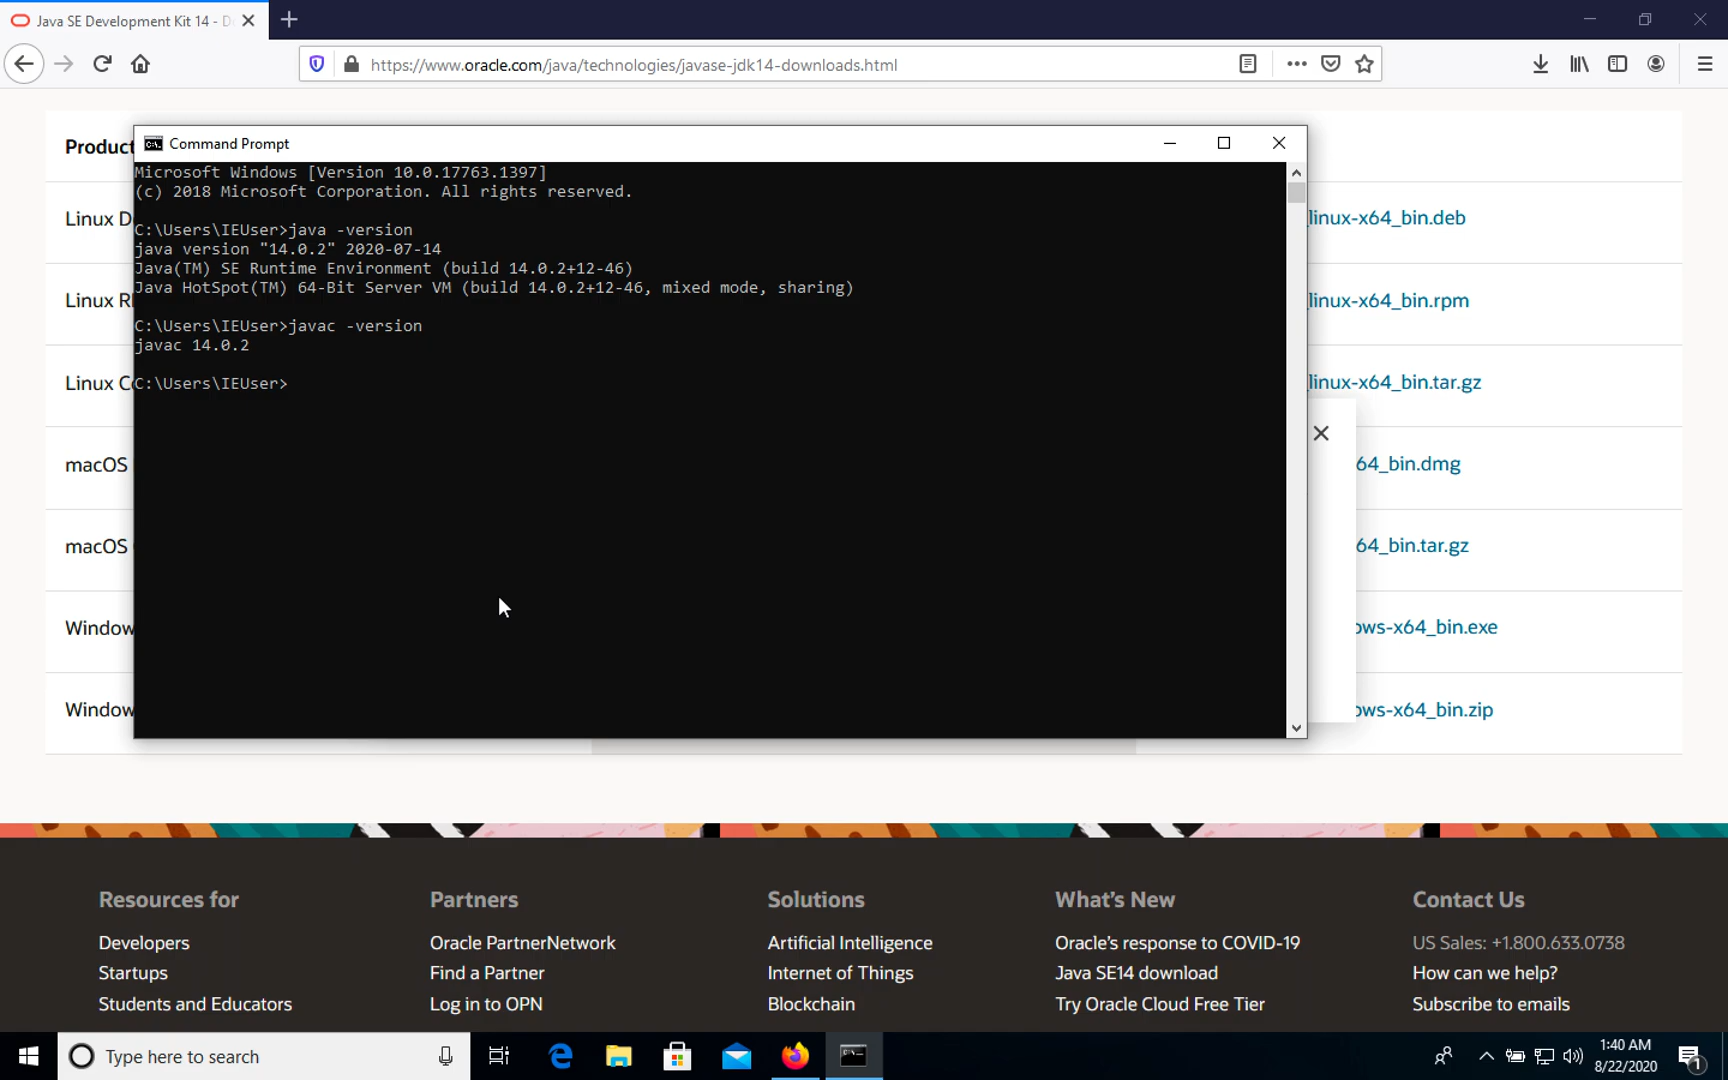 Java SE Development Kit 14 - D
https://www.oracle.com/java/technologies/javase-jdk14-downloads.html
Product
Command Prompt
Microsoft Windows [Version 10.0.17763.1397]
(c) 2018 Microsoft Corporation. All rights reserved.
Linux D
linux-x64_bin.deb
C:\Users\IEUser>java -version
java version "14.0.2" 2020-07-14
Java(TM) SE Runtime Environment (build 14.0.2+12-46)
Java HotSpot(TM) 64-Bit Server VM (build 14.0.2+12-46, mixed mode, sharing)
Linux R
linux-x64_bin.rpm
C:\Users\IEUser>javac -version
javac 14.0.2
Linux C
linux-x64_bin.tar.gz
C:\Users\IEUser>
macOS
64_bin.dmg
macOS
64_bin.tar.gz
Window
ows-x64_bin.exe
Window
ows-x64_bin.zip
Resources for
Developers
Startups
Students and Educators
Partners
Oracle PartnerNetwork
Find a Partner
Log in to OPN
Solutions
Artificial Intelligence
Internet of Things
Blockchain
What's New
Oracle's response to COVID-19
Java SE14 download
Try Oracle Cloud Free Tier
Contact Us
US Sales: +1.800.633.0738
How can we help?
Subscribe to emails
Type here to search
1:40 AM
8/22/2020
1